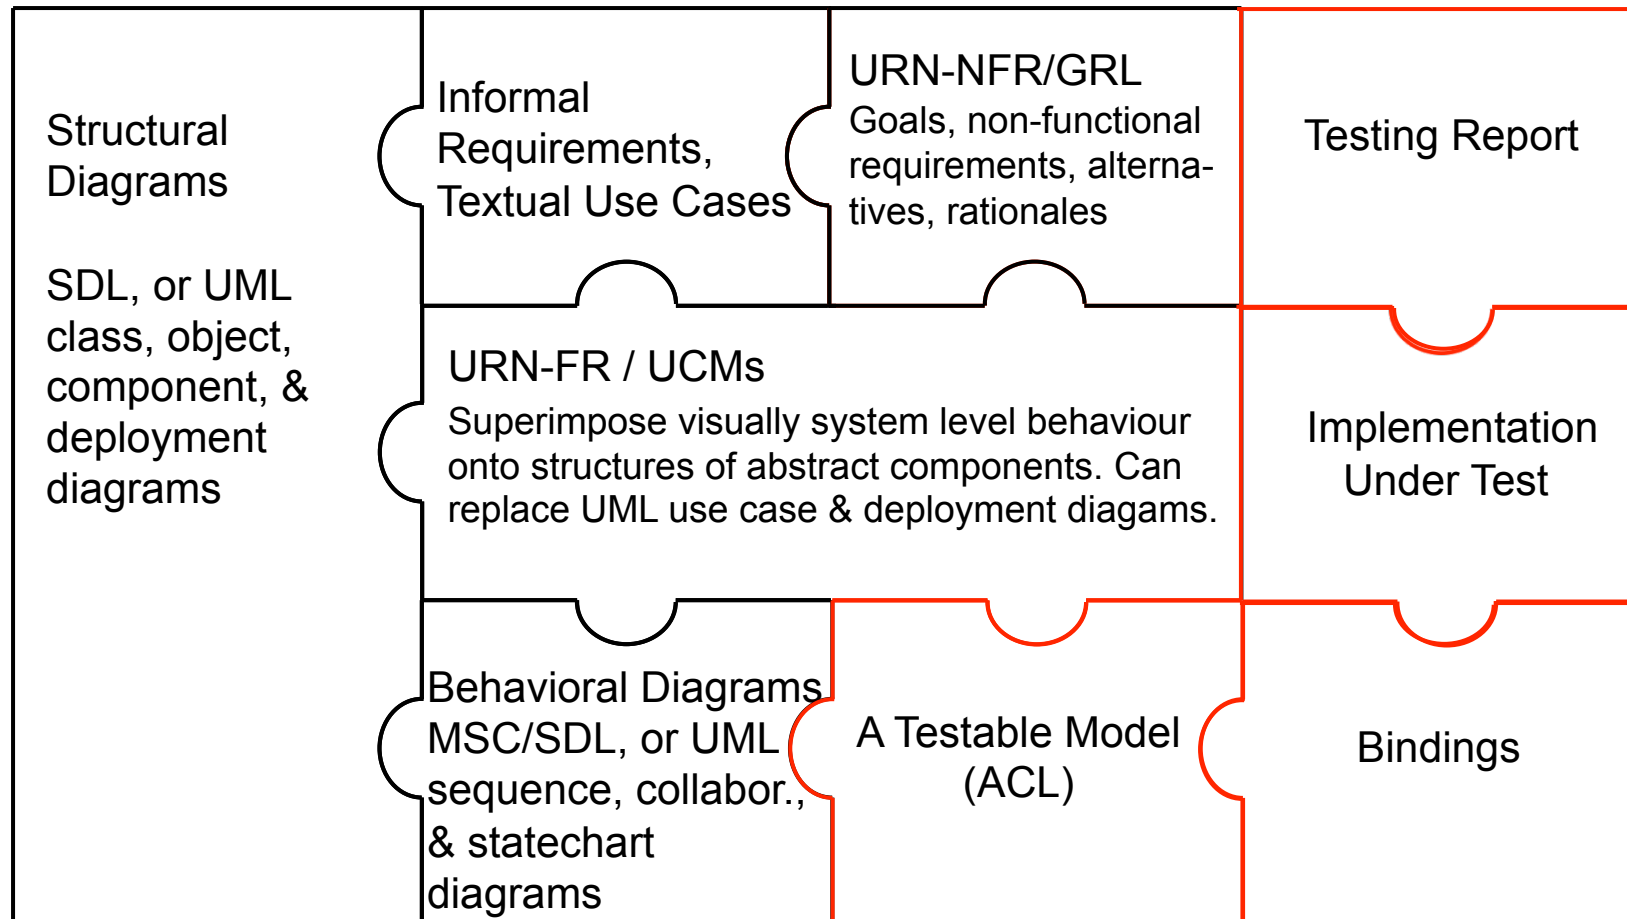 Structural
Diagrams
SDL, or UML
class, object,
component, &
deployment
diagrams
Informal
Requirements,
Textual Use Cases
URN-NFR/GRL
Goals, non-functional
requirements, alterna-
tives, rationales
Testing Report
URN-FR / UCMs
Superimpose visually system level behaviour
onto structures of abstract components. Can
replace UML use case & deployment diagams.
Implementation
Under Test
Behavioral Diagrams
MSC/SDL, or UML
sequence, collabor.,
& statechart
diagrams
A Testable Model
(ACL)
Bindings